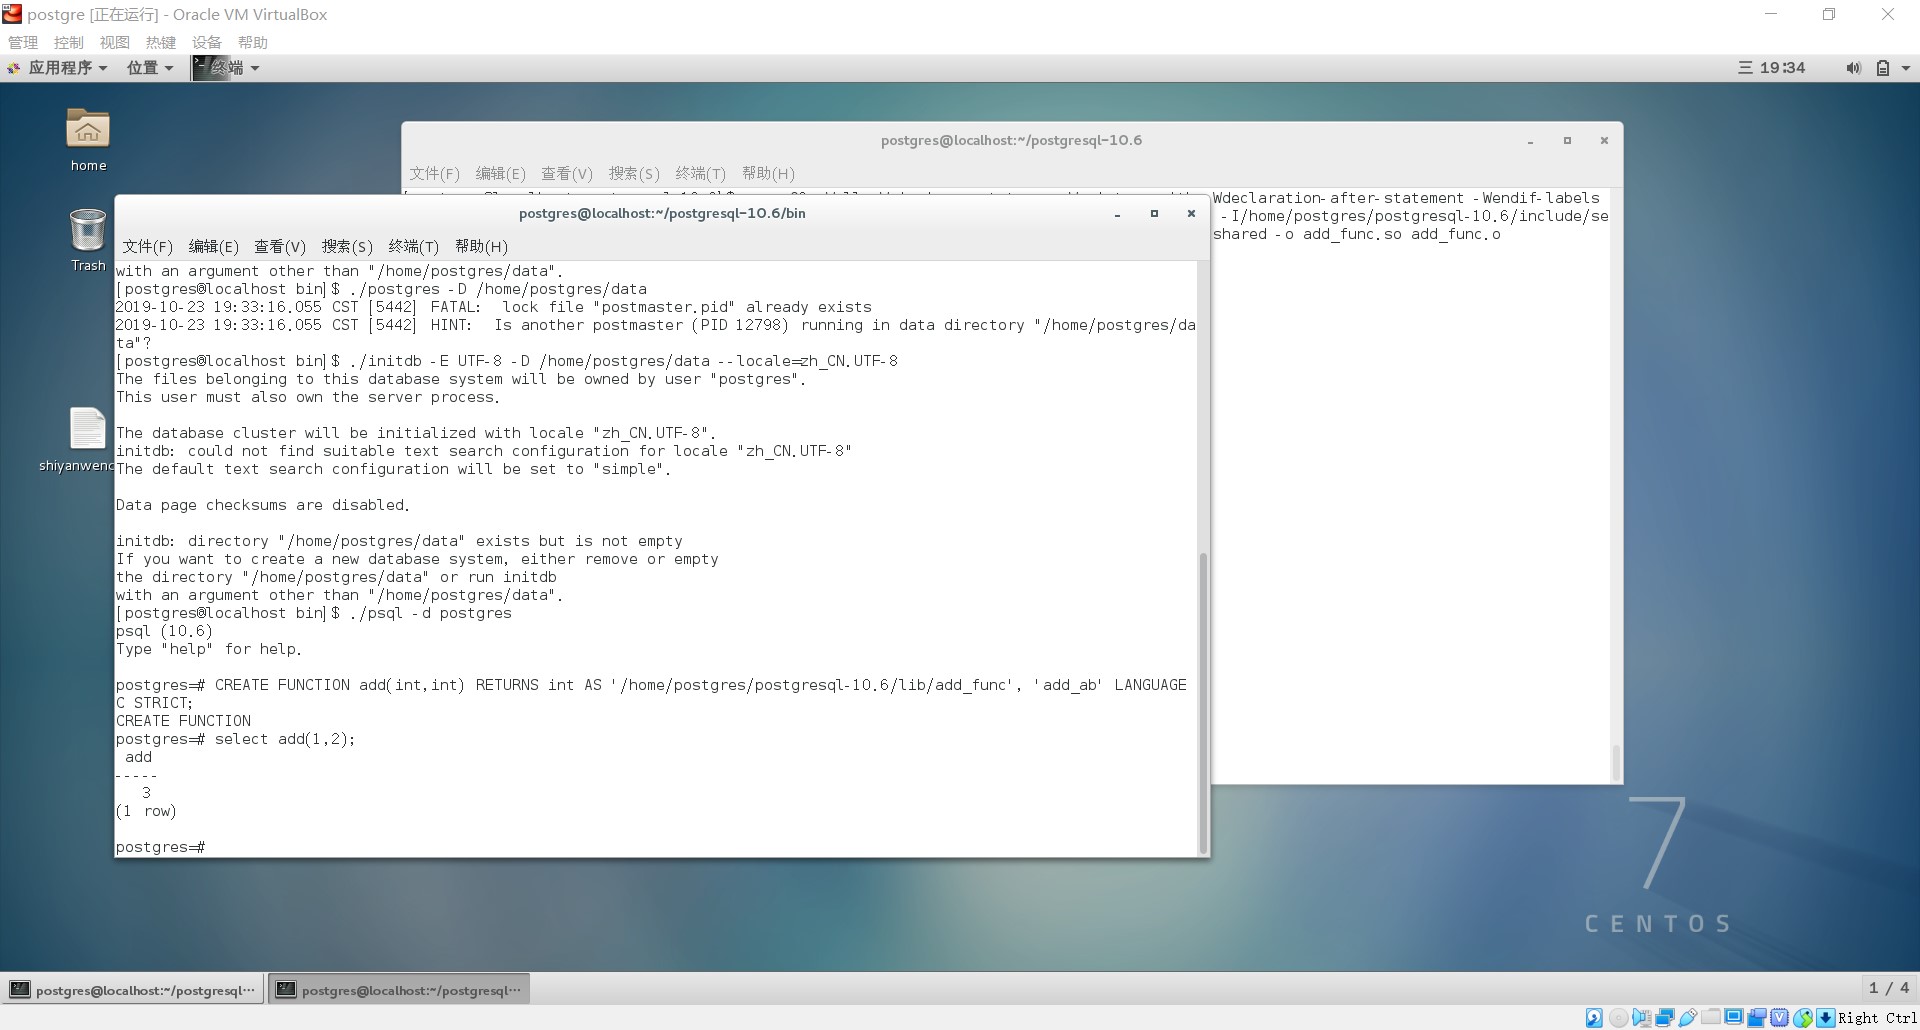 postgre [正在运行] - Oracle VM VirtualBox
管理 控制 视图 热键 设备 帮助
应用程序 位置 终端 三 19:34
home
Trash
shiyanwenc
postgres@localhost:~/postgresql-10.6
文件(F) 编辑(E) 查看(V) 搜索(S) 终端(T) 帮助(H)
Wdeclaration-after-statement -Wendif-labels
-I/home/postgres/postgresql-10.6/include/se
shared -o add_func.so add_func.o
postgres@localhost:~/postgresql-10.6/bin
文件(F) 编辑(E) 查看(V) 搜索(S) 终端(T) 帮助(H)
with an argument other than "/home/postgres/data".
[postgres@localhost bin]$ ./postgres -D /home/postgres/data
2019-10-23 19:33:16.055 CST [5442] FATAL:  lock file "postmaster.pid" already exists
2019-10-23 19:33:16.055 CST [5442] HINT:  Is another postmaster (PID 12798) running in data directory "/home/postgres/da
ta"?
[postgres@localhost bin]$ ./initdb -E UTF-8 -D /home/postgres/data --locale=zh_CN.UTF-8
The files belonging to this database system will be owned by user "postgres".
This user must also own the server process.
The database cluster will be initialized with locale "zh_CN.UTF-8".
initdb: could not find suitable text search configuration for locale "zh_CN.UTF-8"
The default text search configuration will be set to "simple".
Data page checksums are disabled.
initdb: directory "/home/postgres/data" exists but is not empty
If you want to create a new database system, either remove or empty
the directory "/home/postgres/data" or run initdb
with an argument other than "/home/postgres/data".
[postgres@localhost bin]$ ./psql -d postgres
psql (10.6)
Type "help" for help.
postgres=# CREATE FUNCTION add(int,int) RETURNS int AS '/home/postgres/postgresql-10.6/lib/add_func', 'add_ab' LANGUAGE
C STRICT;
CREATE FUNCTION
postgres=# select add(1,2);
add
-----
3
(1 row)
postgres=#
7
CENTOS
postgres@localhost:~/postgresql··· postgres@localhost:~/postgresql··· 1 / 4
Right Ctrl